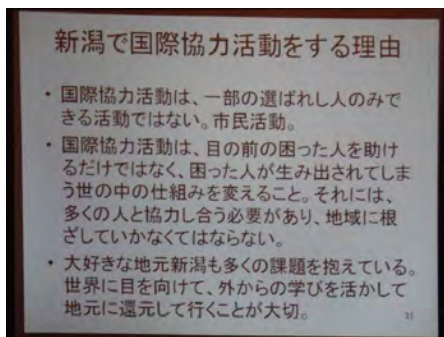 新潟で国際協力活動をする理由
・ 国際協力活動は、一部の選ばれし人のみで
きる活動ではない。市民活動。
・ 国際協力活動は、目の前の困った人を助け
るだけではなく、困った人が生み出されてしま
う世の中の仕組みを変えること。それには、
多くの人と協力し合う必要があり、地域に根
ざしていかなくてはならない。
・ 大好きな地元新潟も多くの課題を抱えている。
世界に目を向けて、外からの学びを活かして
地元に還元して行くことが大切。